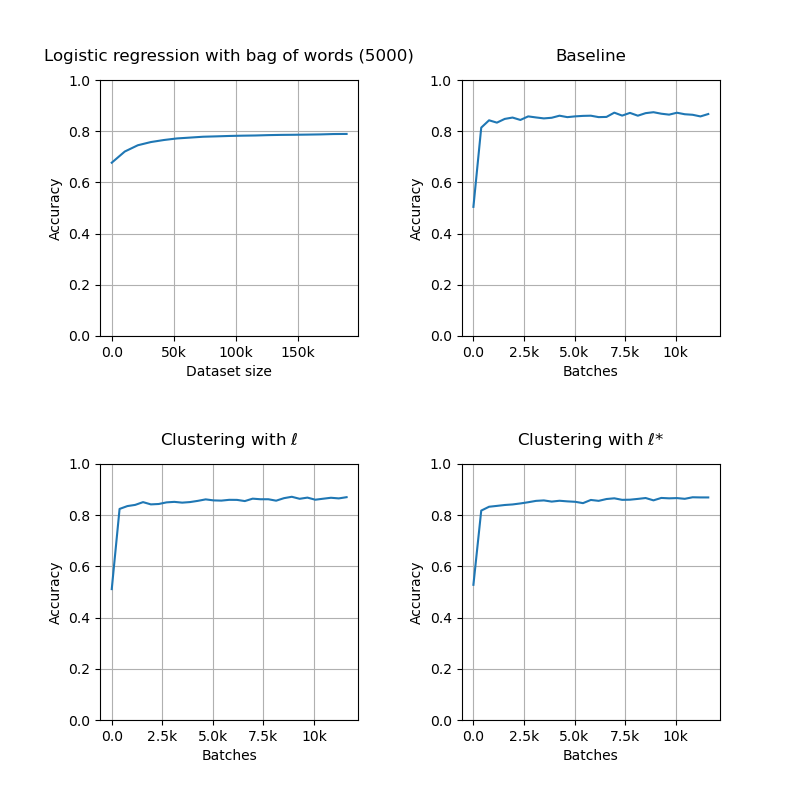 Logistic regression with bag of words (5000)
1.0
0.8
0.6
0.4
0.2
0.0
Accuracy
0.0 50k 100k 150k
Dataset size
Baseline
1.0
0.8
0.6
0.4
0.2
0.0
Accuracy
0.0 2.5k 5.0k 7.5k 10k
Batches
Clustering with ℓ
1.0
0.8
0.6
0.4
0.2
0.0
Accuracy
0.0 2.5k 5.0k 7.5k 10k
Batches
Clustering with ℓ*
1.0
0.8
0.6
0.4
0.2
0.0
Accuracy
0.0 2.5k 5.0k 7.5k 10k
Batches